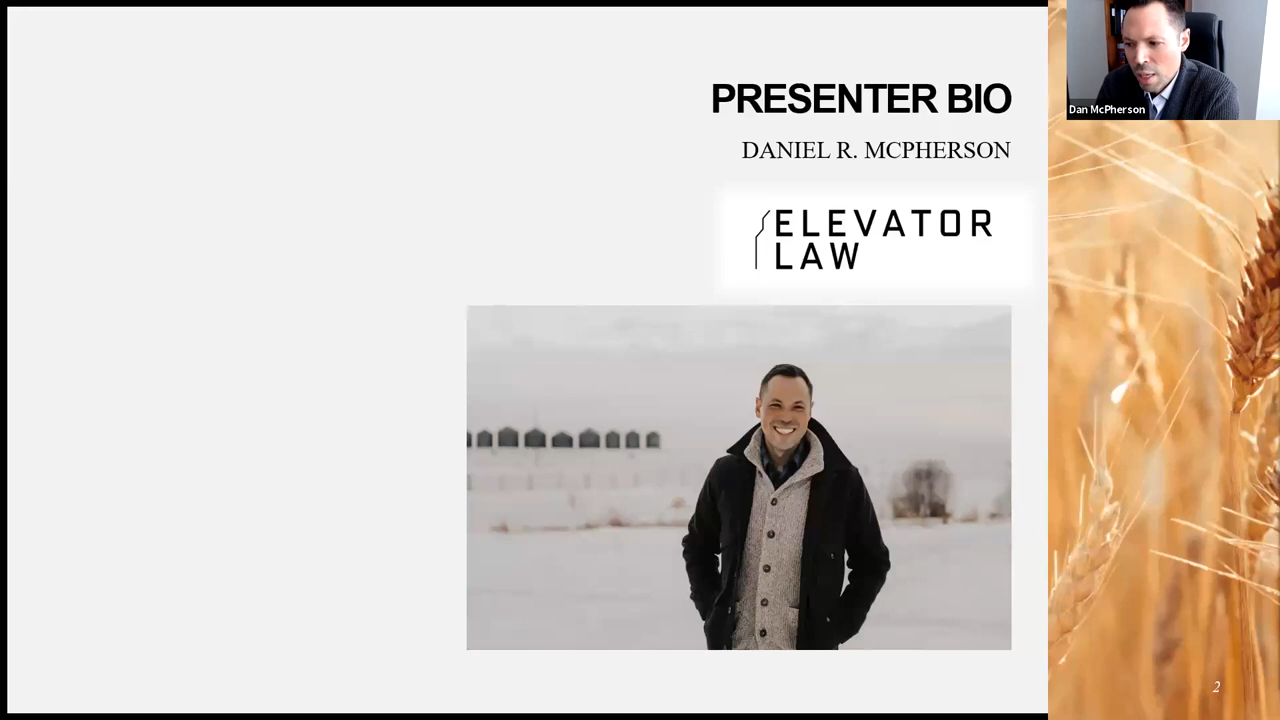 PRESENTER BIO
DANIEL R. MCPHERSON
ELEVATOR
LAW
Dan McPherson
2